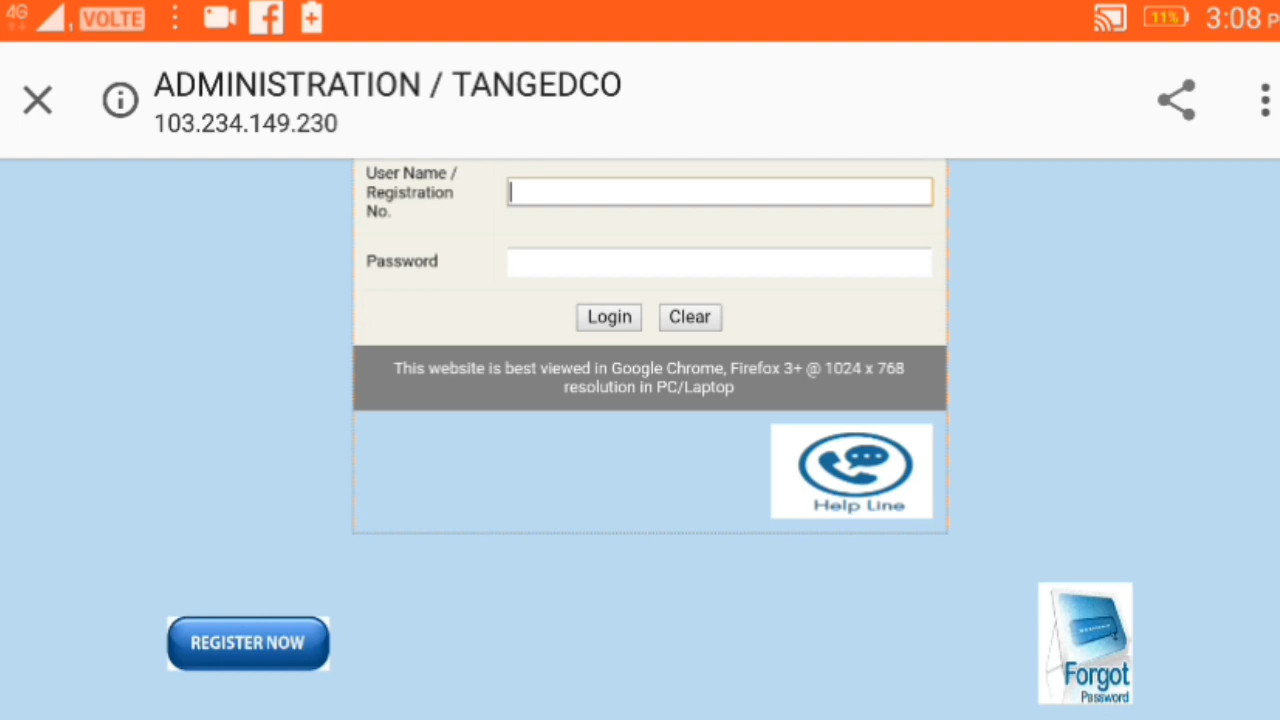 4G VOLTE 11% 3:08 P
ADMINISTRATION / TANGEDCO
103.234.149.230
User Name /
Registration
No.
Password
Login Clear
This website is best viewed in Google Chrome, Firefox 3+ @ 1024 x 768
resolution in PC/Laptop
Help Line
REGISTER NOW
Forgot
Password